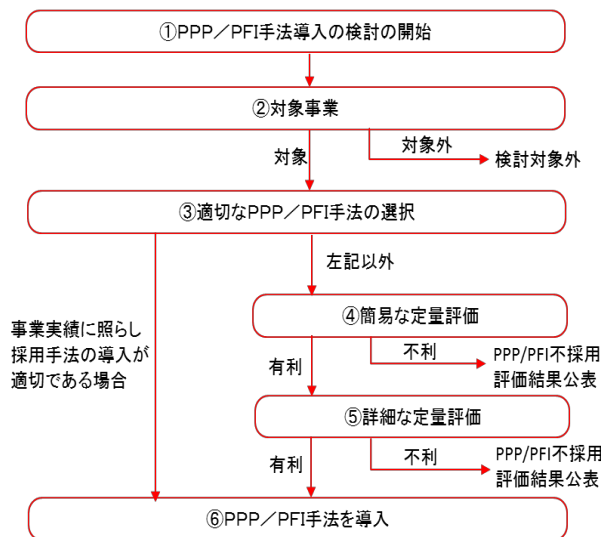 ①PPP／PFI手法導入の検討の開始
②対象事業
対象
対象外
検討対象外
③適切なPPP／PFI手法の選択
左記以外
事業実績に照らし
採用手法の導入が
適切である場合
④簡易な定量評価
有利
不利
PPP/PFI不採用
評価結果公表
⑤詳細な定量評価
有利
不利
PPP/PFI不採用
評価結果公表
⑥PPP／PFI手法を導入